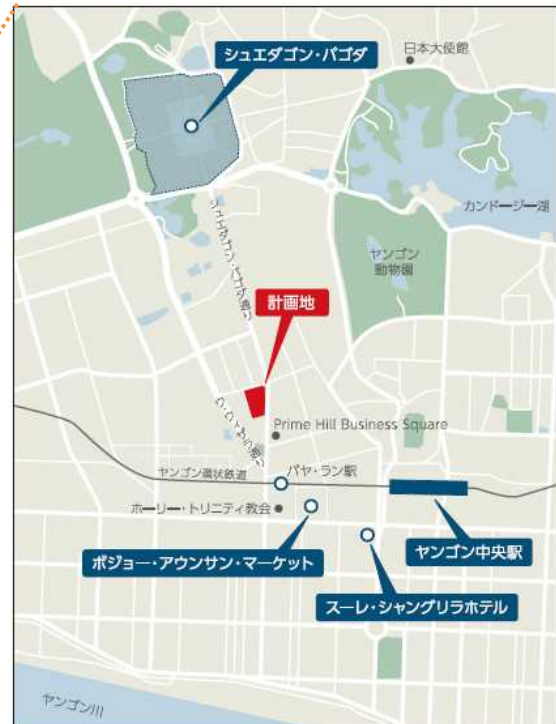 シュエダゴン・パゴダ
日本大使館
カンドージー湖
ヤンゴン
動物園
シュエダゴン・パゴダ通り
計画地
ウ・ウィサラ通り
Prime Hill Business Square
ヤンゴン環状鉄道
パヤ・ラン駅
ホーリー・トリニティ教会
ボジョー・アウンサン・マーケット
ヤンゴン中央駅
スーレ・シャングリラホテル
ヤンゴン川